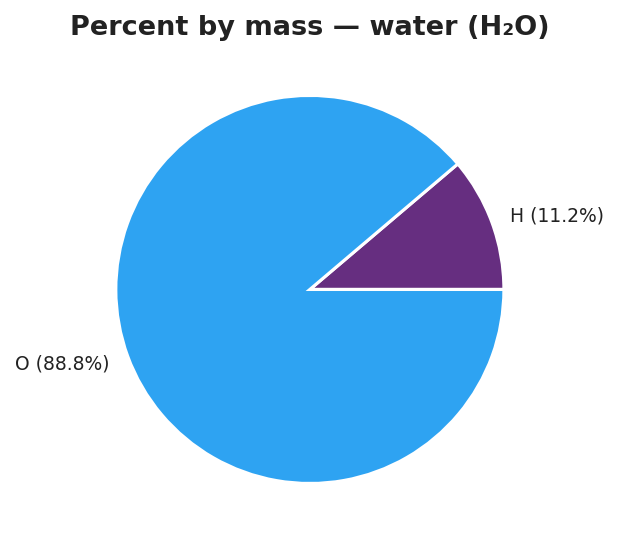 Percent by mass — water (H₂O)
H (11.2%)
O (88.8%)